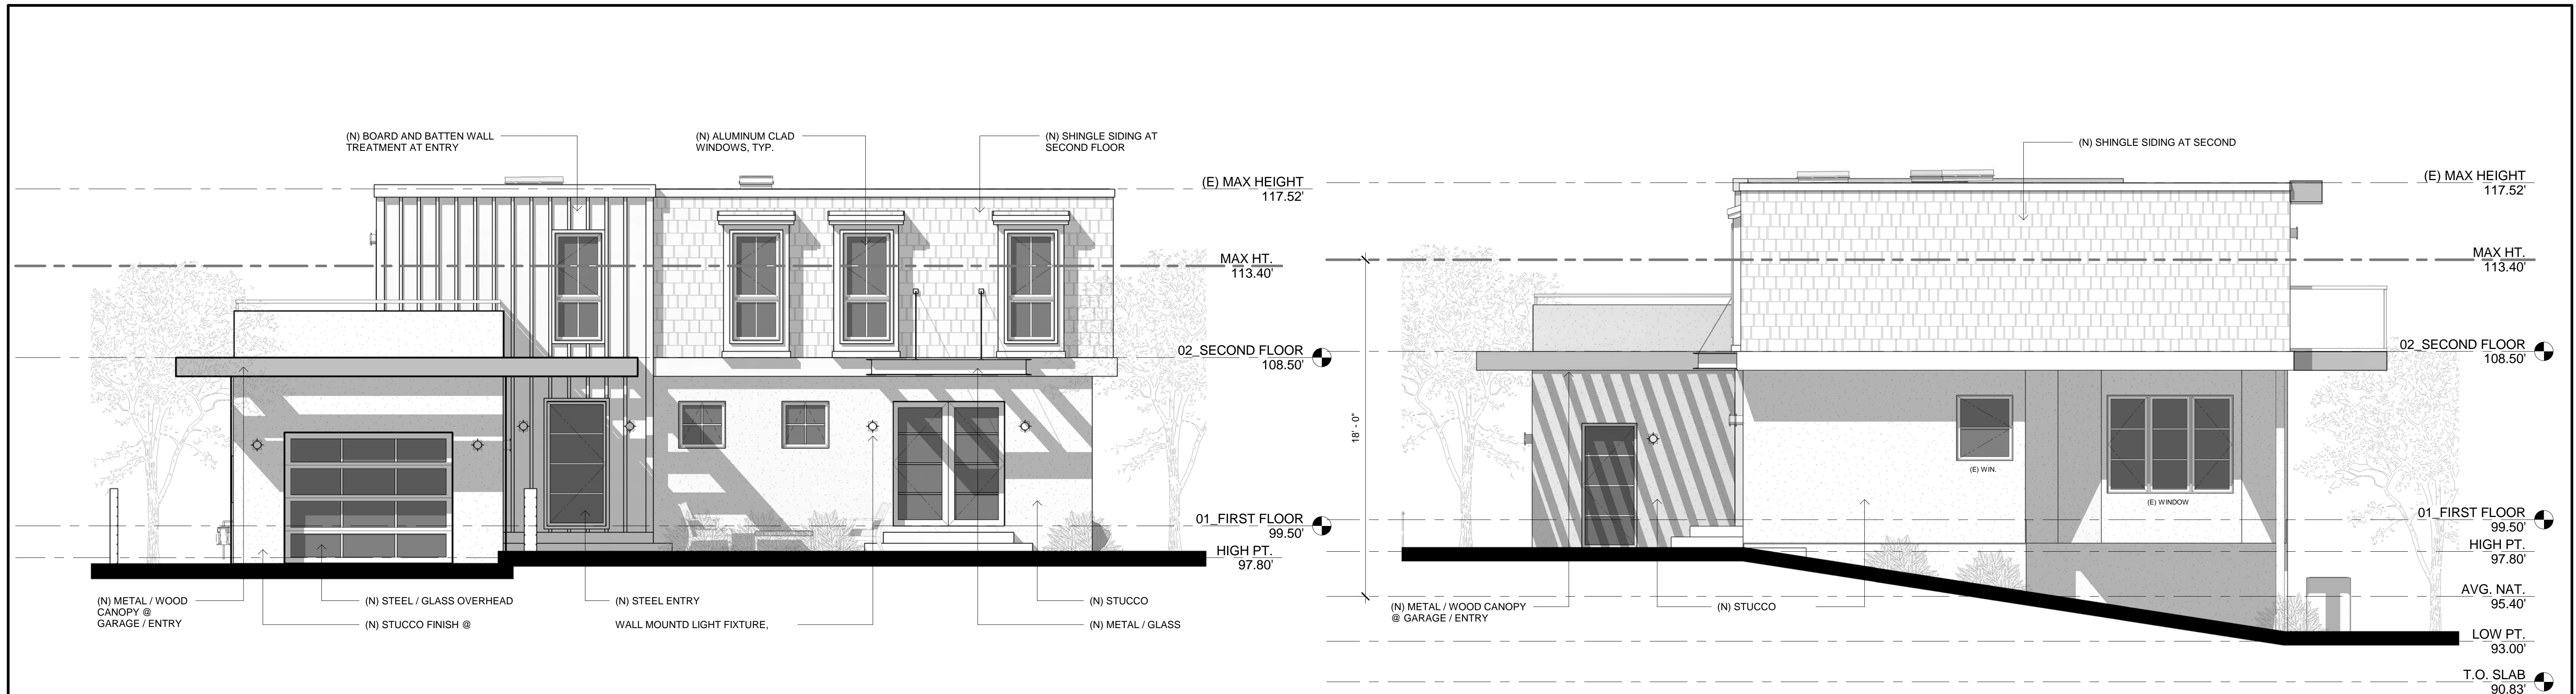 (N) BOARD AND BATTEN WALL
TREATMENT AT ENTRY
(N) ALUMINUM CLAD
WINDOWS, TYP.
(N) SHINGLE SIDING AT
SECOND FLOOR
(E) MAX HEIGHT
117.52'
MAX HT.
113.40'
02_SECOND FLOOR
108.50'
01_FIRST FLOOR
99.50'
HIGH PT.
97.80'
(N) METAL / WOOD
CANOPY @
GARAGE / ENTRY
(N) STEEL / GLASS OVERHEAD
(N) STUCCO FINISH @
(N) STEEL ENTRY
WALL MOUNTD LIGHT FIXTURE,
(N) STUCCO
(N) METAL / GLASS
(N) SHINGLE SIDING AT SECOND
(E) MAX HEIGHT
117.52'
MAX HT.
113.40'
02_SECOND FLOOR
108.50'
18' - 0"
(E) WIN.
(E) WINDOW
01_FIRST FLOOR
99.50'
HIGH PT.
97.80'
AVG. NAT.
95.40'
LOW PT.
93.00'
T.O. SLAB
90.83'
(N) METAL / WOOD CANOPY
@ GARAGE / ENTRY
(N) STUCCO